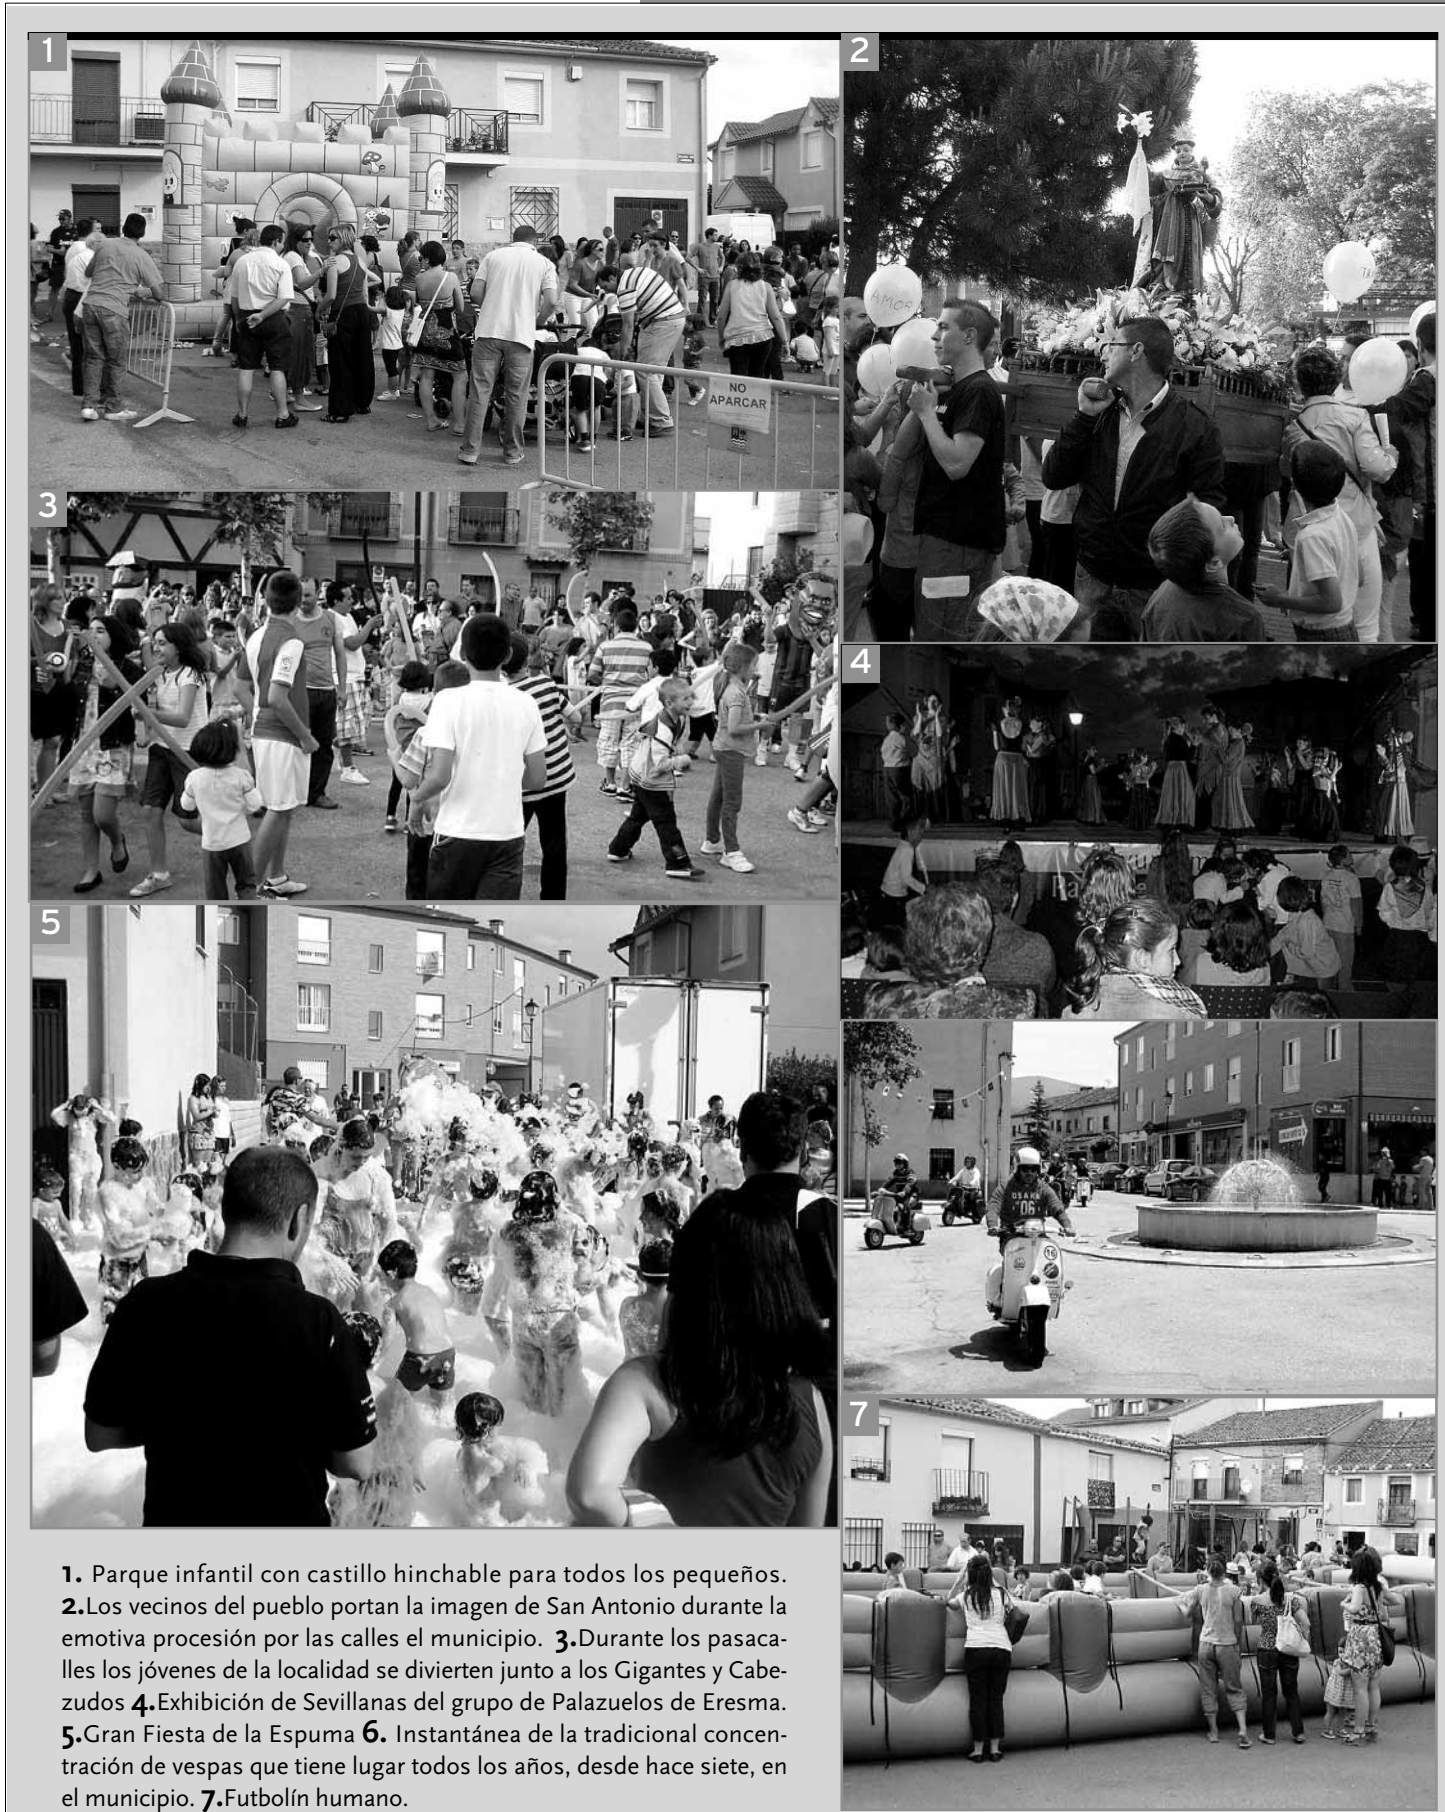 1
2
NO
APARCAR
AMOR
3
4
5
OSAKA
06
16
7
1. Parque infantil con castillo hinchable para todos los pequeños.
2.Los vecinos del pueblo portan la imagen de San Antonio durante la
emotiva procesión por las calles el municipio. 3.Durante los pasaca-
lles los jóvenes de la localidad se divierten junto a los Gigantes y Cabe-
zudos 4.Exhibición de Sevillanas del grupo de Palazuelos de Eresma.
5.Gran Fiesta de la Espuma 6. Instantánea de la tradicional concen-
tración de vespas que tiene lugar todos los años, desde hace siete, en
el municipio. 7.Futbolín humano.